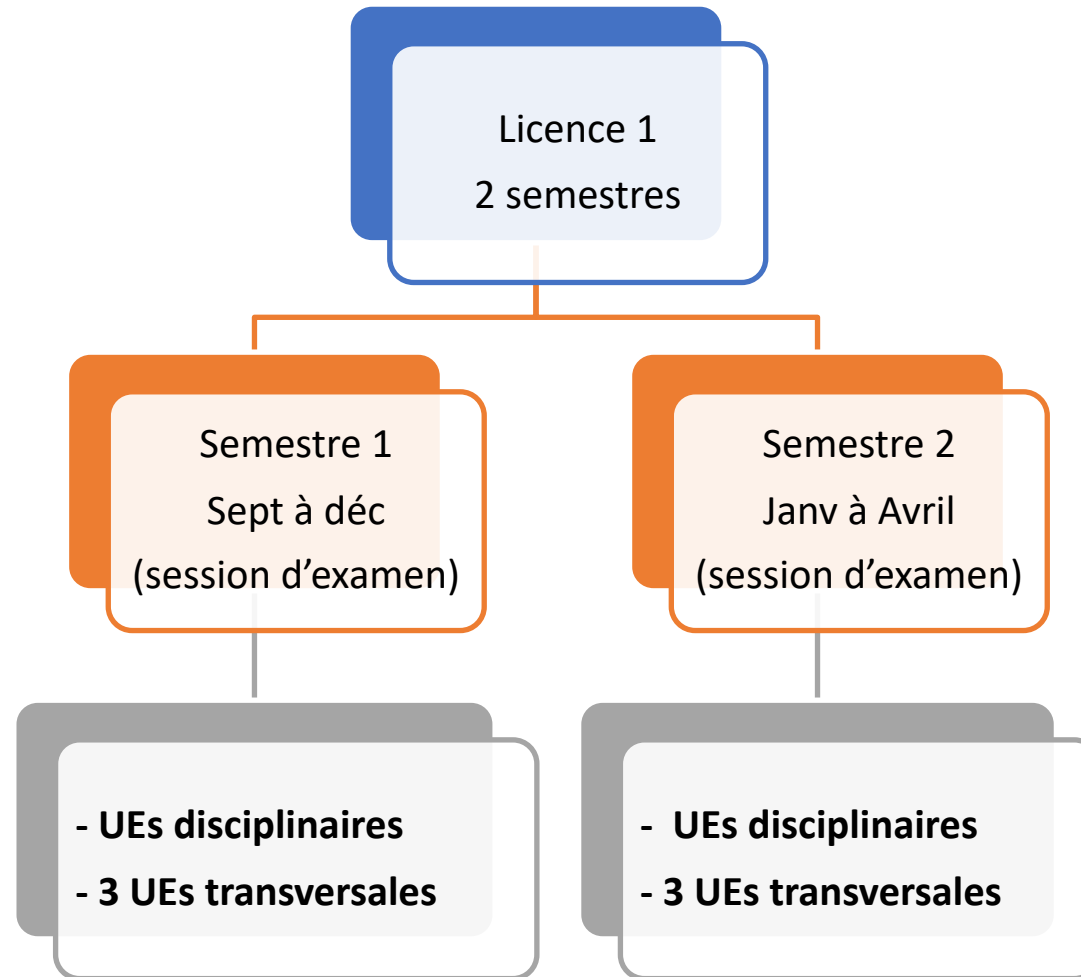 Licence 1
2 semestres
Semestre 1
Sept à déc
(session d’examen)
Semestre 2
Janv à Avril
(session d’examen)
- UEs disciplinaires
- 3 UEs transversales
- UEs disciplinaires
- 3 UEs transversales